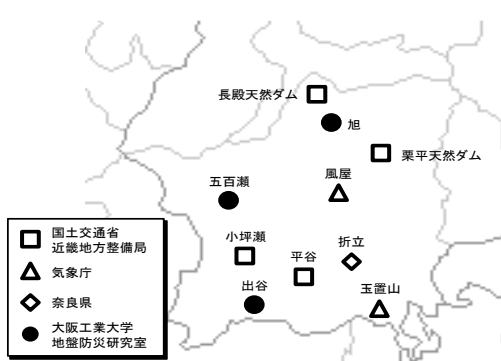 長殿天然ダム
旭
栗平天然ダム
風屋
五百瀬
小坪瀬
平谷
折立
出谷
玉置山
国土交通省
近畿地方整備局
気象庁
奈良県
大阪工業大学
地盤防災研究室